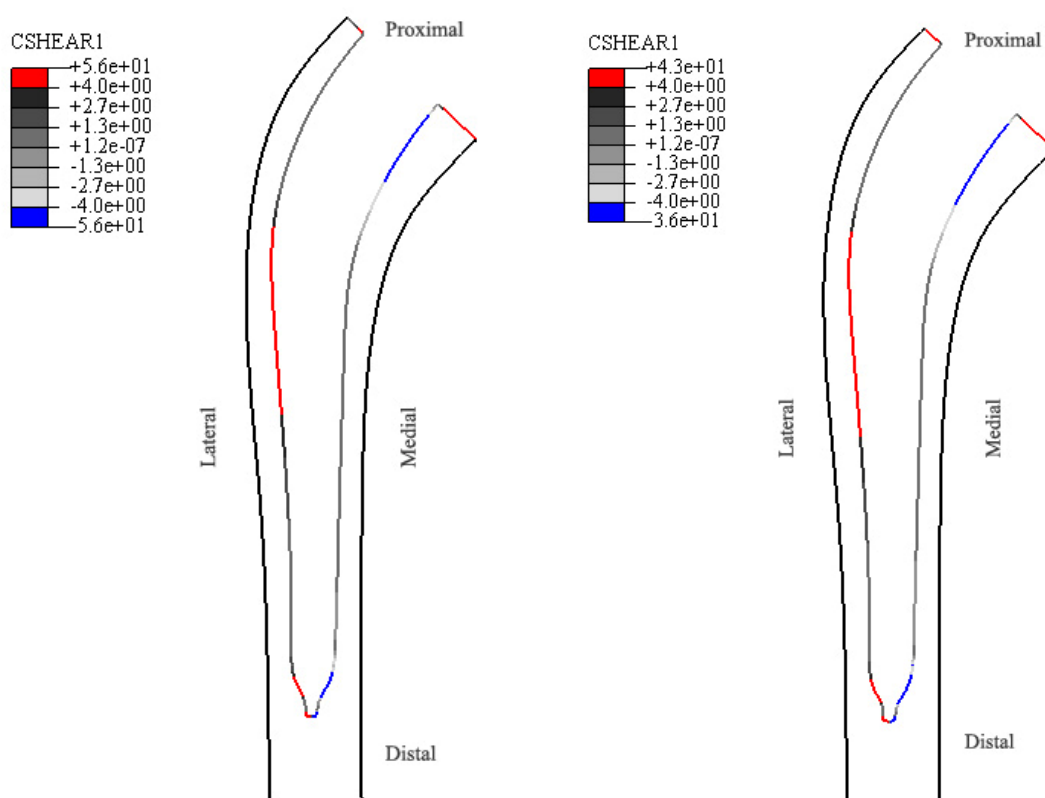 CSHEAR1
+5.6e+01
+4.0e+00
+2.7e+00
+1.3e+00
+1.2e-07
-1.3e+00
-2.7e+00
-4.0e+00
-5.6e+01
Proximal
Lateral
Medial
Distal
CSHEAR1
+4.3e+01
+4.0e+00
+2.7e+00
+1.3e+00
+1.2e-07
-1.3e+00
-2.7e+00
-4.0e+00
-3.6e+01
Proximal
Lateral
Medial
Distal